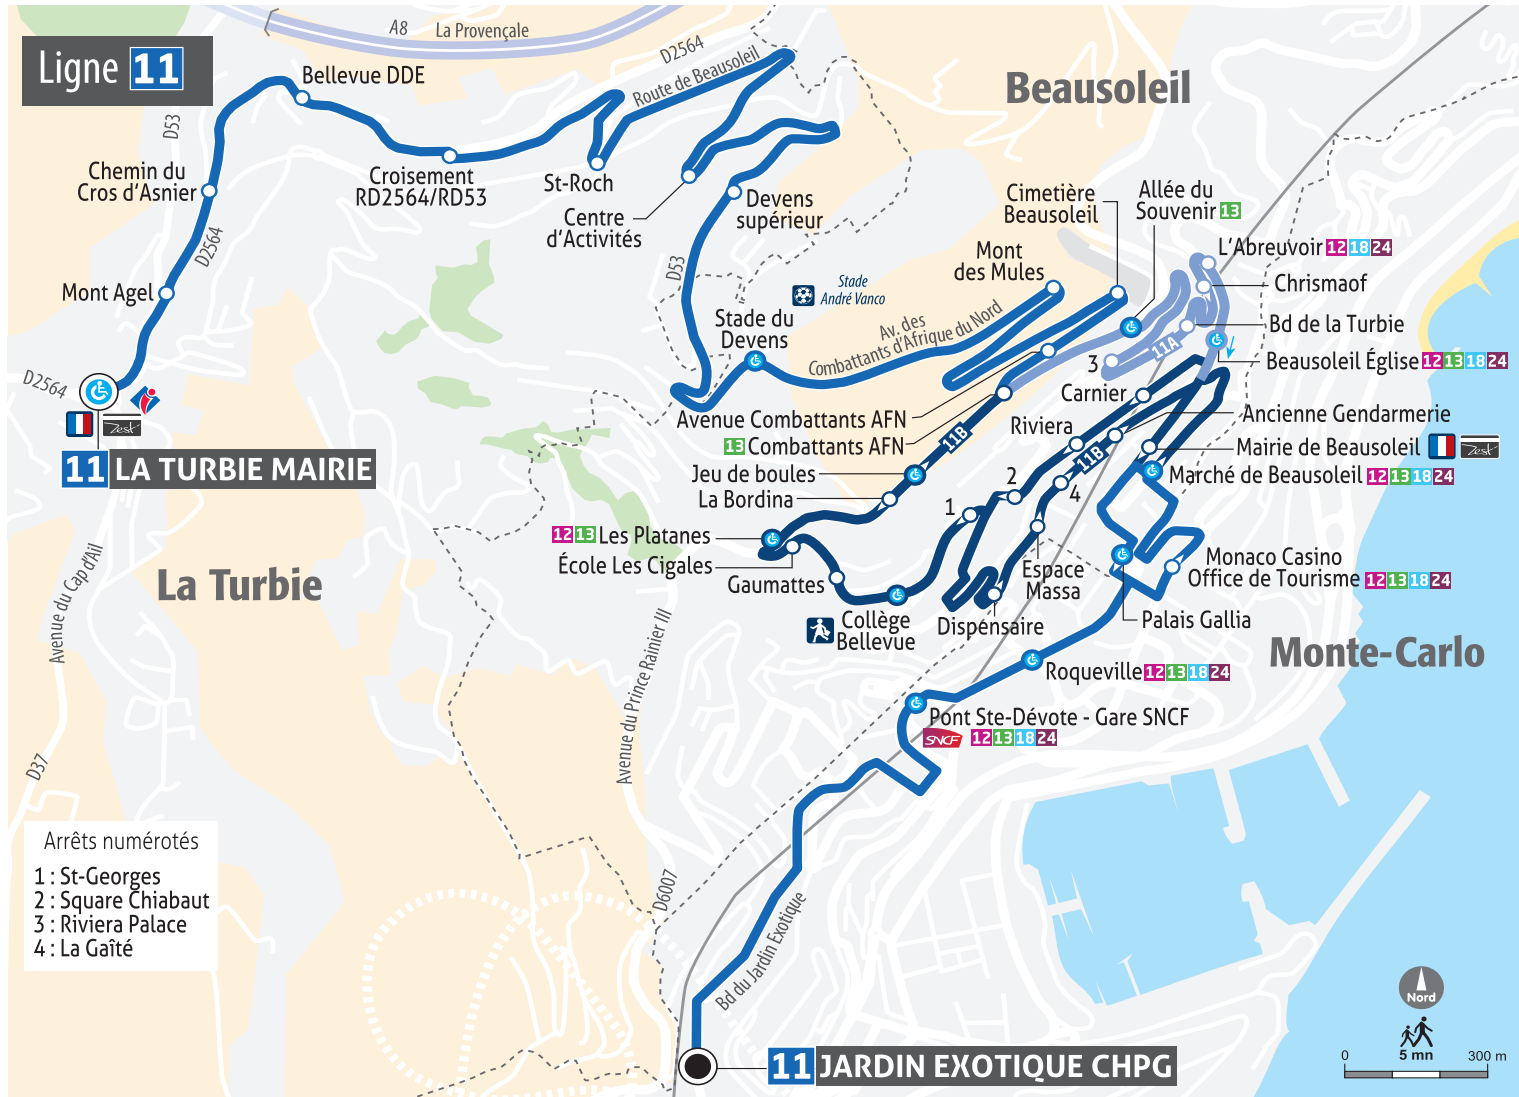 Ligne 11
A8
La Provençale
D2564
Route de Beausoleil
Bellevue DDE
Beausoleil
D53
Chemin du
Cros d'Asnier
Croisement
RD2564/RD53
St-Roch
Centre
d'Activités
Devens
supérieur
Cimetière
Beausoleil
Allée du
Souvenir 13
L'Abreuvoir 12 18 24
D2564
D53
Mont
des Mules
Chrismaof
Mont Agel
Stade
André Vanco
Stade du
Devens
Av. des
Combattants d'Afrique du Nord
Bd de la Turbie
11A
3
Beausoleil Église 12 13 18 24
D2564
Carnier
Avenue Combattants AFN
13 Combattants AFN
Riviera
Ancienne Gendarmerie
11B
11B
Mairie de Beausoleil
Zest
Zest
11 LA TURBIE MAIRIE
Jeu de boules
La Bordina
Marché de Beausoleil 12 13 18 24
2
4
1
12 13 Les Platanes
École Les Cigales
Gaumattes
Espace
Massa
Monaco Casino
Office de Tourisme 12 13 18 24
La Turbie
Avenue du Cap d'Ail
Collège
Bellevue
Dispensaire
Palais Gallia
Monte-Carlo
Avenue du Prince Rainier III
Roqueville 12 13 18 24
Pont Ste-Dévote - Gare SNCF
SNCF 12 13 18 24
D37
Arrêts numérotés
1 : St-Georges
2 : Square Chiabaut
3 : Riviera Palace
4 : La Gaîté
D6007
Bd du Jardin Exotique
Nord
5 mn
0
300 m
11 JARDIN EXOTIQUE CHPG